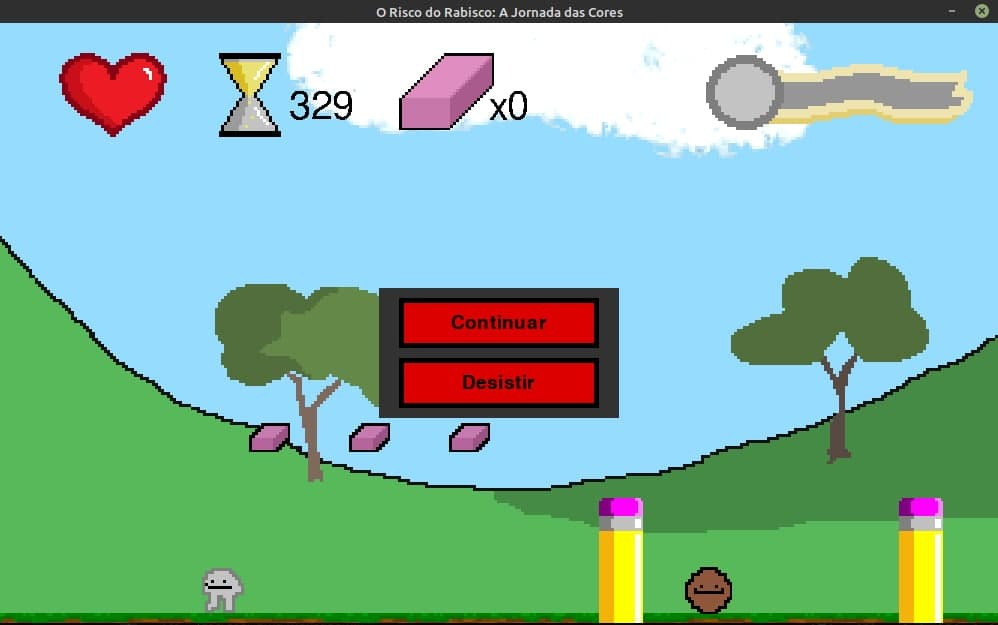 O Risco do Rabisco: A Jornada das Cores
329
x0
Continuar
Desistir